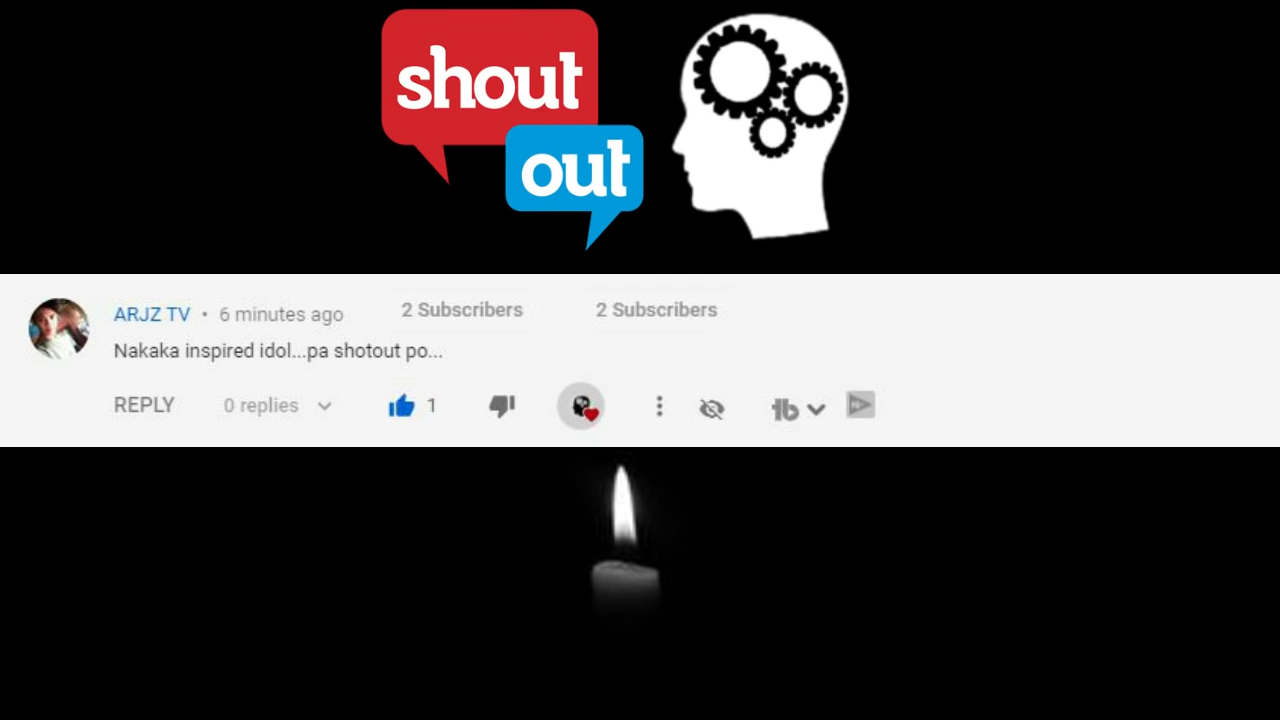 shout
out
ARJZ TV • 6 minutes ago 2 Subscribers 2 Subscribers
Nakaka inspired idol...pa shotout po...
REPLY 0 replies 1